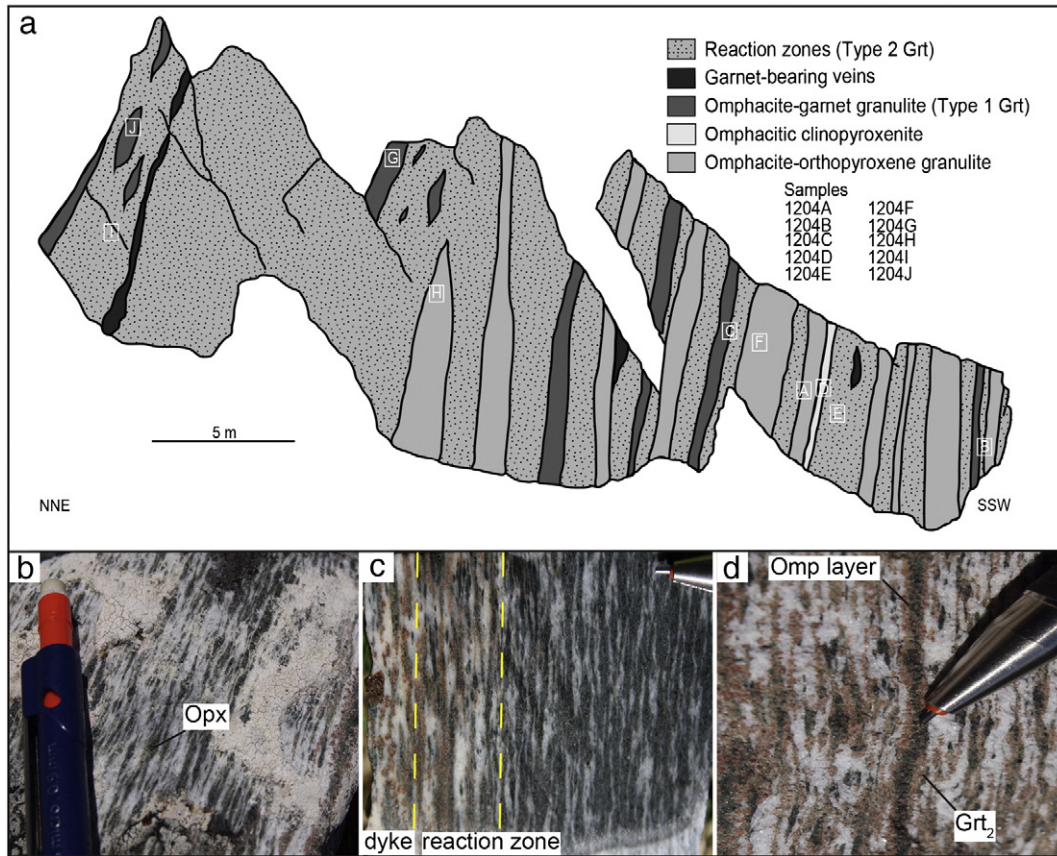 a
Reaction zones (Type 2 Grt)
Garnet-bearing veins
Omphacite-garnet granulite (Type 1 Grt)
Omphacitic clinopyroxenite
Omphacite-orthopyroxene granulite
Samples
1204A 1204F
1204B 1204G
1204C 1204H
1204D 1204I
1204E 1204J
J
G
I
H
C
F
A
D
E
B
5 m
NNE
SSW
b
Opx
c
dyke
reaction zone
d
Omp layer
Grt2